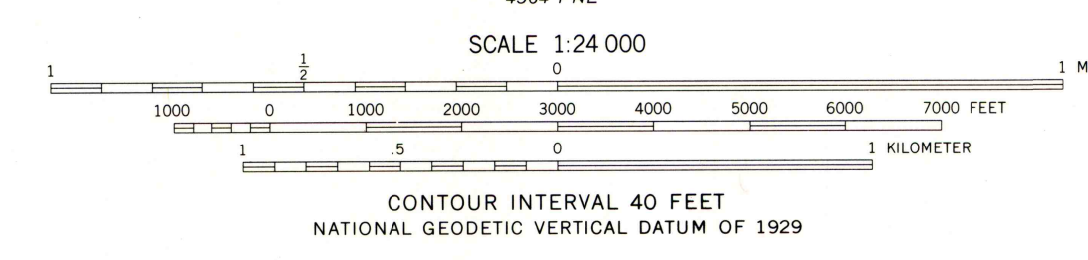 SCALE 1:24 000
1 1/2 0 1 M
1000 0 1000 2000 3000 4000 5000 6000 7000 FEET
1 .5 0 1 KILOMETER
CONTOUR INTERVAL 40 FEET
NATIONAL GEODETIC VERTICAL DATUM OF 1929